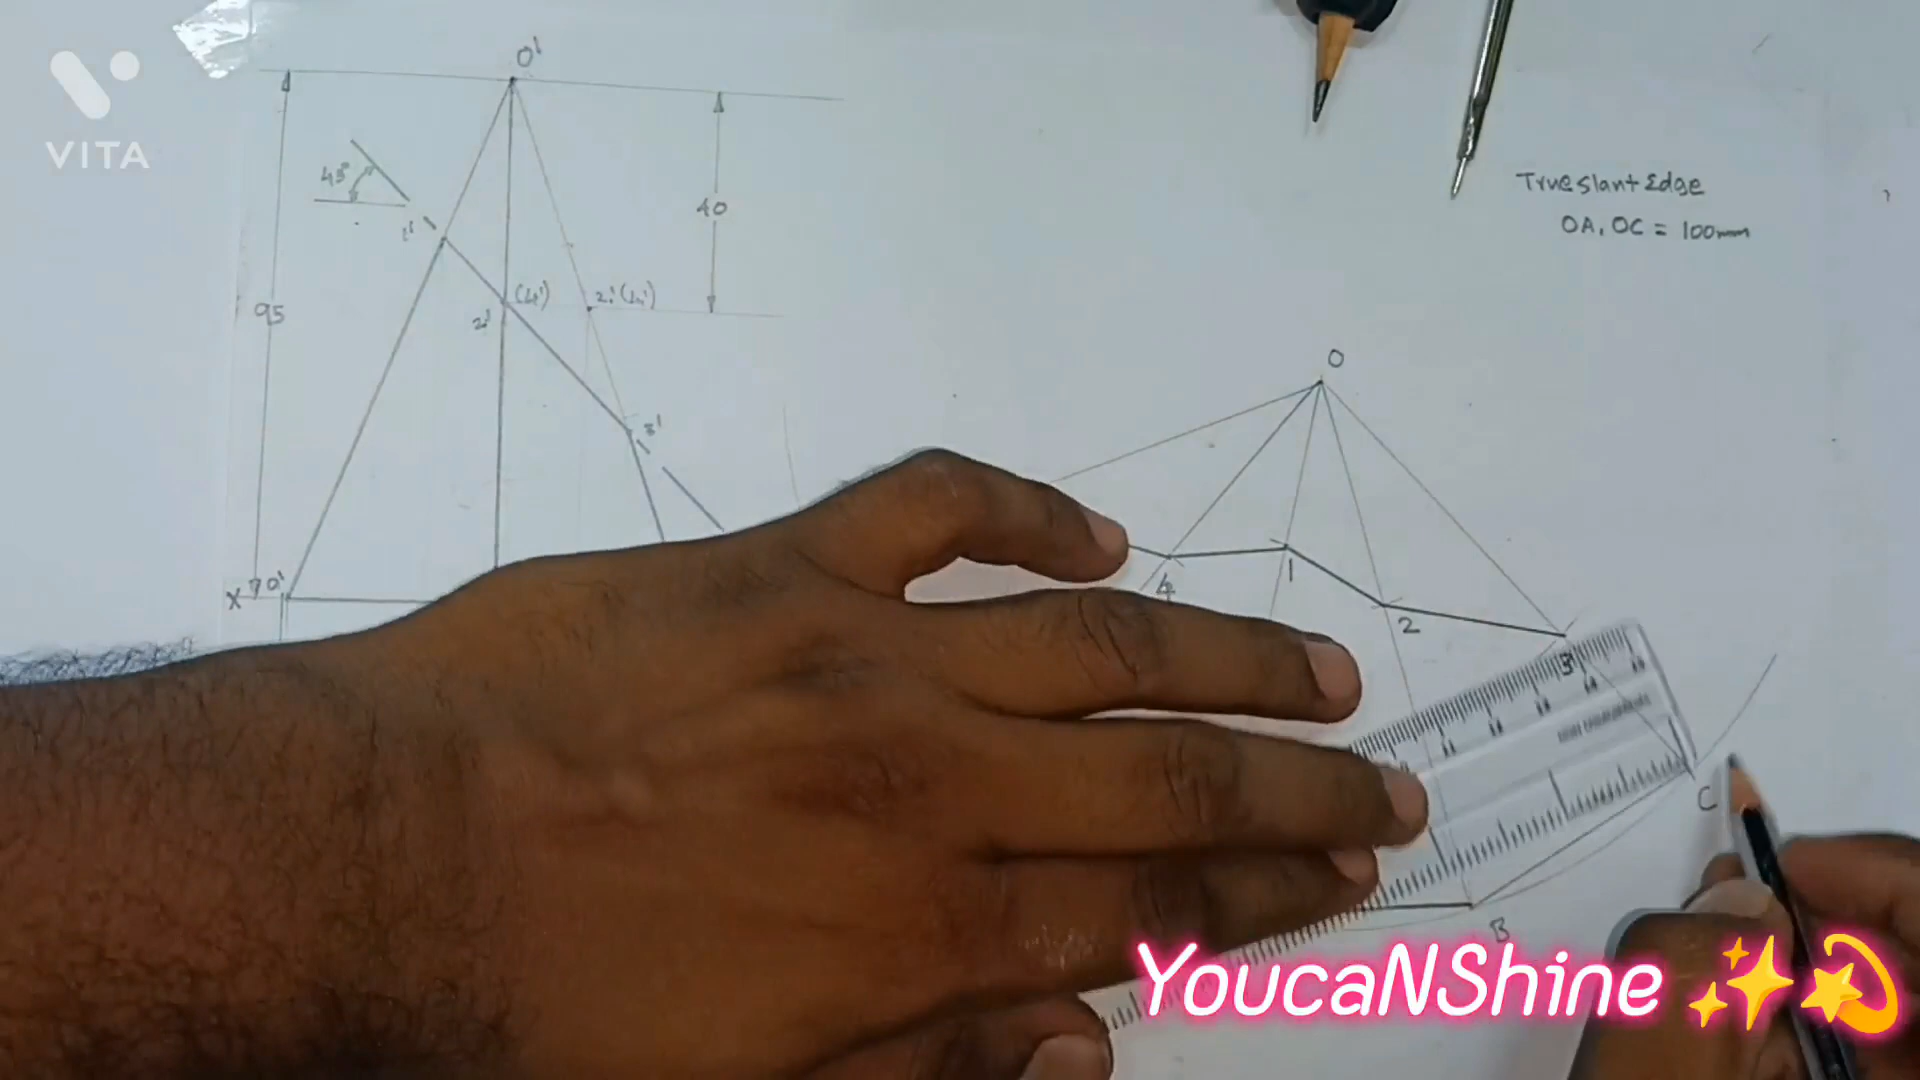 VITA
O'
45°
1'
40
True slant Edge
OA, OC = 100mm
95
(4')
2'
2,'(4,')
3'
O
X
4
1
2
3
C
B
YoucaNShine